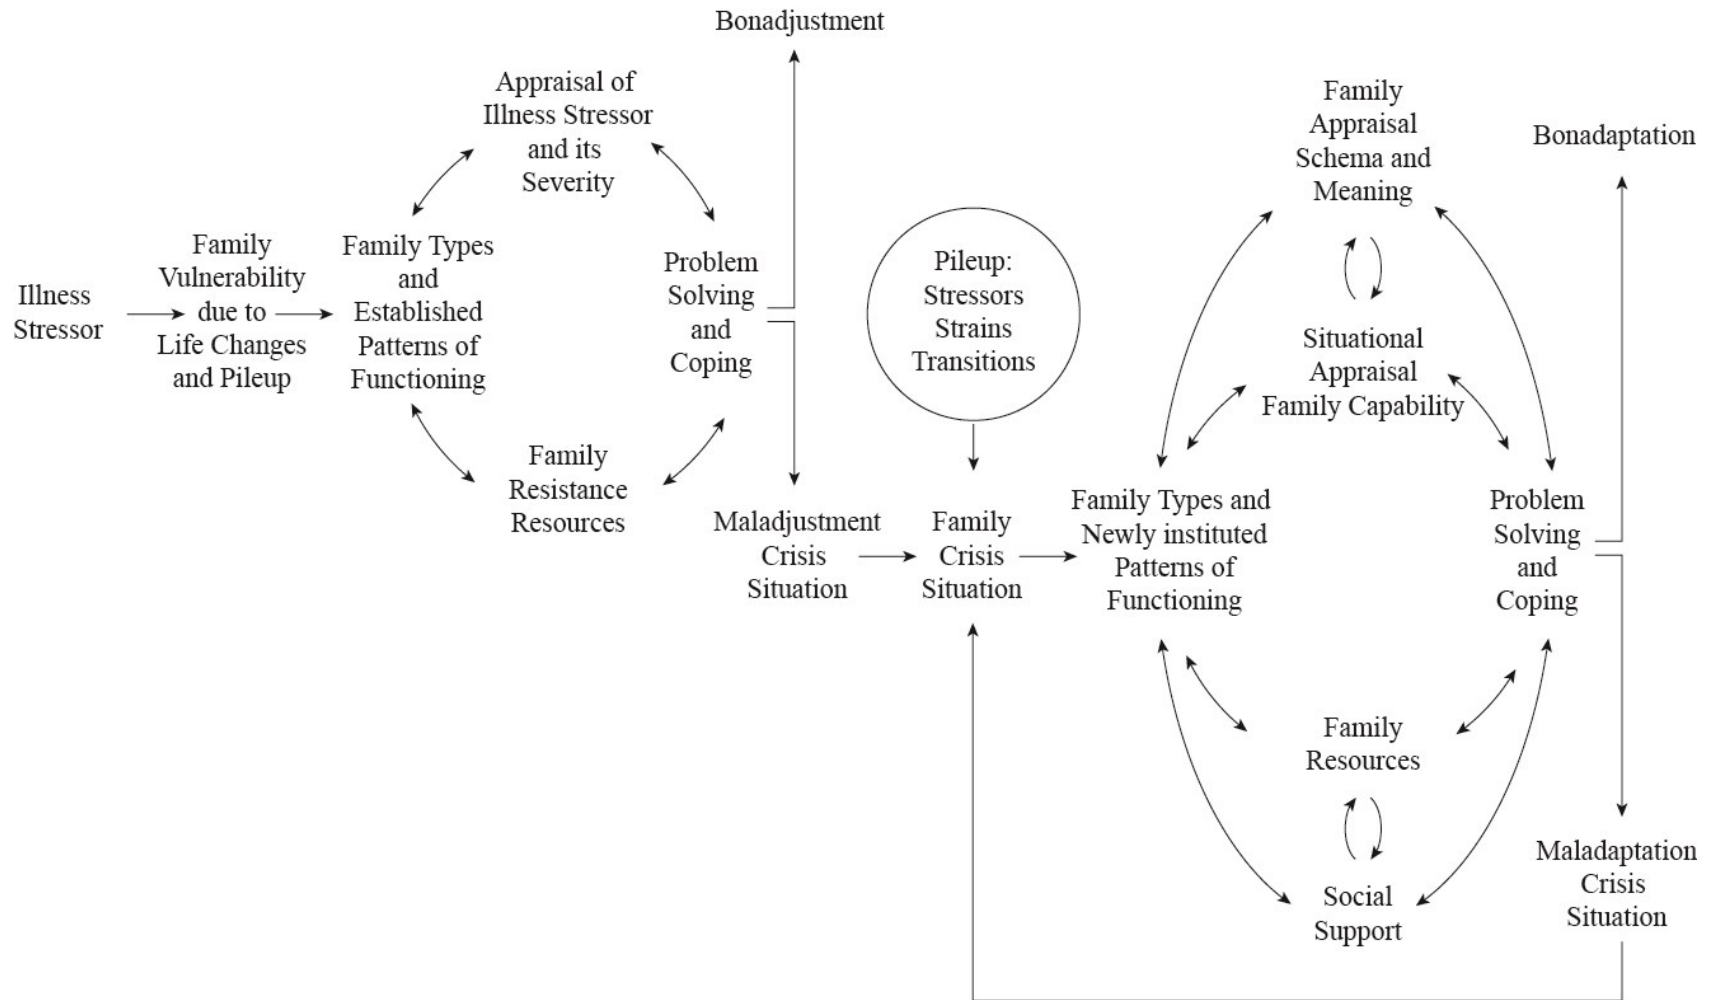 Bonadjustment
Appraisal of
Illness Stressor
and its
Severity
Illness
Stressor
Family
Vulnerability
due to
Life Changes
and Pileup
Family Types
and
Established
Patterns of
Functioning
Problem
Solving
and
Coping
Family
Resistance
Resources
Maladjustment
Crisis
Situation
Pileup:
Stressors
Strains
Transitions
Family
Crisis
Situation
Family Types and
Newly instituted
Patterns of
Functioning
Family
Appraisal
Schema and
Meaning
Situational
Appraisal
Family Capability
Problem
Solving
and
Coping
Family
Resources
Social
Support
Bonadaptation
Maladaptation
Crisis
Situation